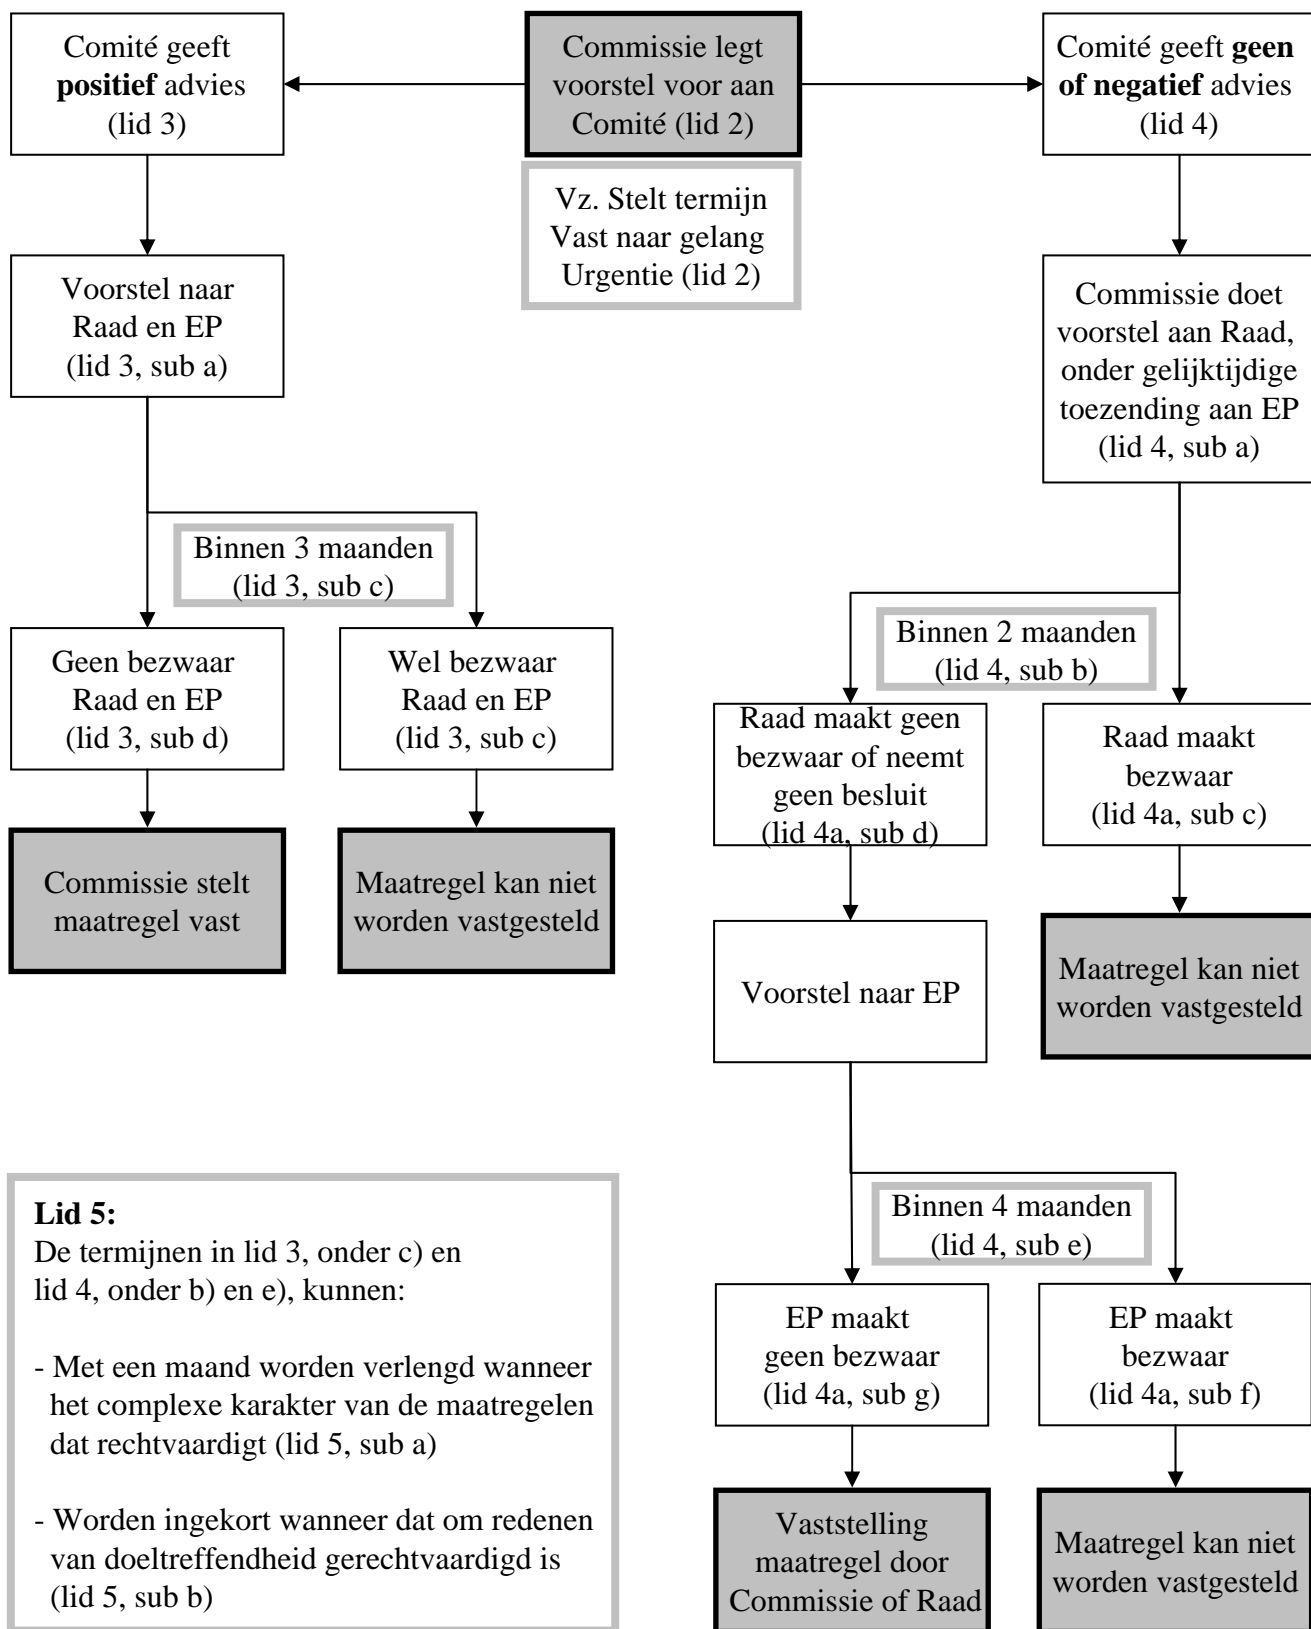 Comité geeft
positief advies
(lid 3)
Commissie legt
voorstel voor aan
Comité (lid 2)
Comité geeft geen
of negatief advies
(lid 4)
Vz. Stelt termijn
Vast naar gelang
Urgentie (lid 2)
Voorstel naar
Raad en EP
(lid 3, sub a)
Commissie doet
voorstel aan Raad,
onder gelijktijdige
toezending aan EP
(lid 4, sub a)
Binnen 3 maanden
(lid 3, sub c)
Geen bezwaar
Raad en EP
(lid 3, sub d)
Wel bezwaar
Raad en EP
(lid 3, sub c)
Binnen 2 maanden
(lid 4, sub b)
Raad maakt geen
bezwaar of neemt
geen besluit
(lid 4a, sub d)
Raad maakt
bezwaar
(lid 4a, sub c)
Commissie stelt
maatregel vast
Maatregel kan niet
worden vastgesteld
Voorstel naar EP
Maatregel kan niet
worden vastgesteld
Lid 5:
De termijnen in lid 3, onder c) en
lid 4, onder b) en e), kunnen:
- Met een maand worden verlengd wanneer
het complexe karakter van de maatregelen
dat rechtvaardigt (lid 5, sub a)
- Worden ingekort wanneer dat om redenen
van doeltreffendheid gerechtvaardigd is
(lid 5, sub b)
Binnen 4 maanden
(lid 4, sub e)
EP maakt
geen bezwaar
(lid 4a, sub g)
EP maakt
bezwaar
(lid 4a, sub f)
Vaststelling
maatregel door
Commissie of Raad
Maatregel kan niet
worden vastgesteld